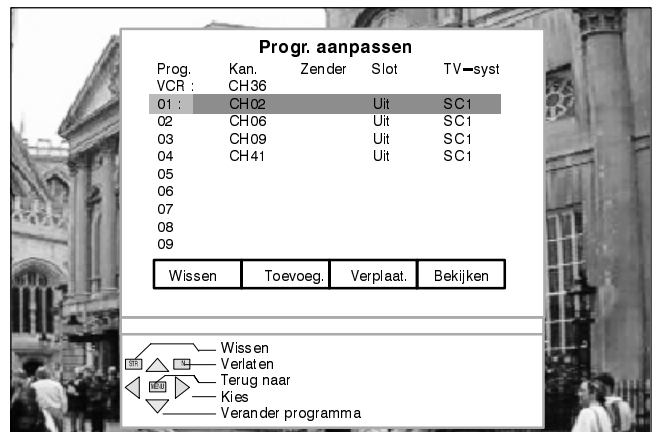 Progr. aanpassen
Prog. Kan. Zender Slot TV-syst
VCR : CH36
01 : CH02 Uit SC1
02 CH06 Uit SC1
03 CH09 Uit SC1
04 CH41 Uit SC1
05
06
07
08
09
Wissen Toevoeg. Verplaat. Bekijken
STR N Wissen
Verlaten
MENU Terug naar
Kies
Verander programma